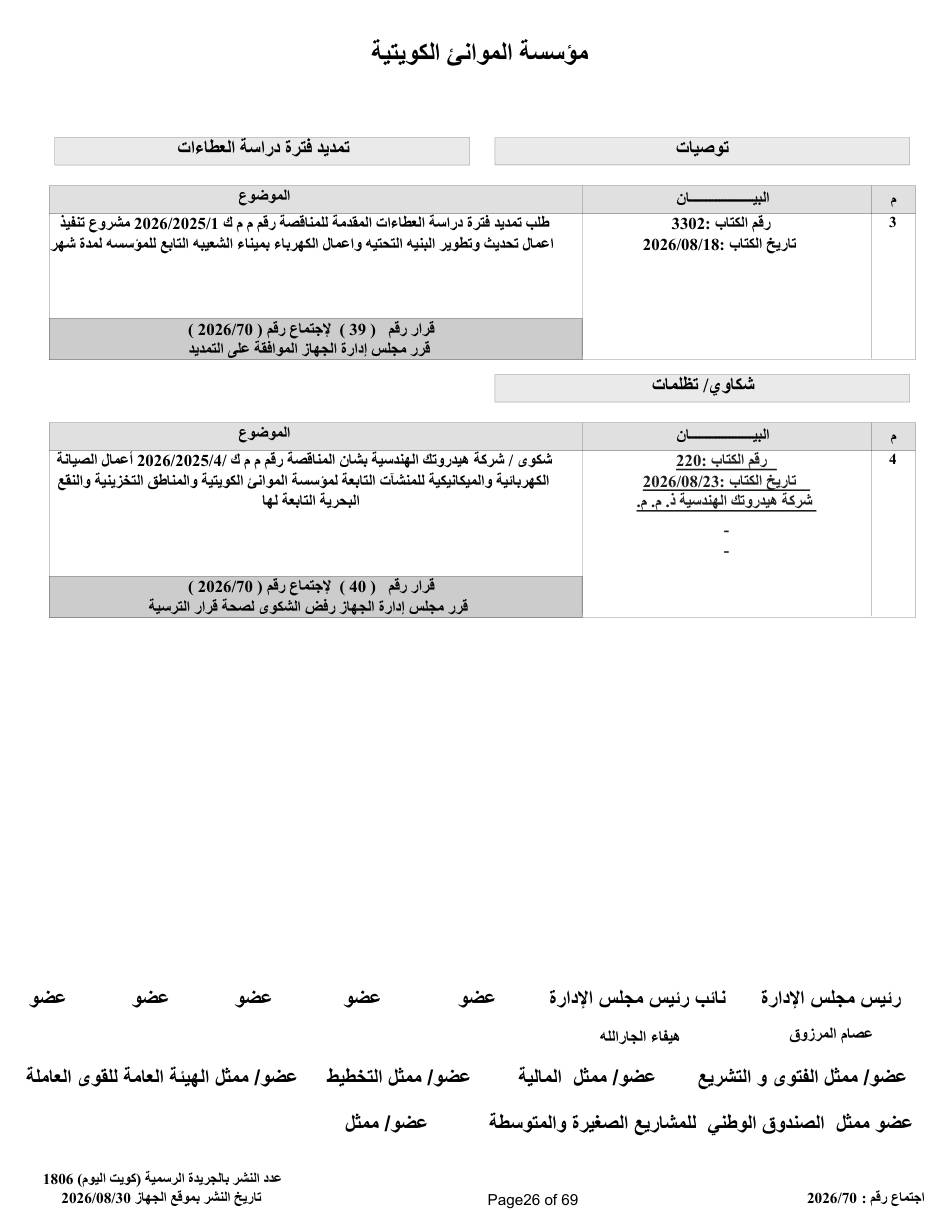 مؤسسة الموانئ الكويتية
توصيات
تمديد فترة دراسة العطاءات
م
البيـــــــــــــان
الموضوع
3
رقم الكتاب :3302
تاريخ الكتاب :2026/08/18
طلب تمديد فترة دراسة العطاءات المقدمة للمناقصة رقم م م ك 2026/2025/1 مشروع تنفيذ
اعمال تحديث وتطوير البنيه التحتيه واعمال الكهرباء بميناء الشعيبه التابع للمؤسسه لمدة شهر
قرار رقم ( 39 ) لإجتماع رقم ( 2026/70 )
قرر مجلس إدارة الجهاز الموافقة على التمديد
شكاوي/ تظلمات
م
البيـــــــــــــان
الموضوع
4
رقم الكتاب :220
تاريخ الكتاب :2026/08/23
شركة هيدروتك الهندسية ذ. م. م.
-
-
شكوى / شركة هيدروتك الهندسية بشان المناقصة رقم م م ك /2026/2025/4 أعمال الصيانة
الكهربائية والميكانيكية للمنشآت التابعة لمؤسسة الموانئ الكويتية والمناطق التخزينية والنقع
البحرية التابعة لها
قرار رقم ( 40 ) لإجتماع رقم ( 2026/70 )
قرر مجلس إدارة الجهاز رفض الشكوى لصحة قرار الترسية
رئيس مجلس الإدارة نائب رئيس مجلس الإدارة عضو عضو عضو عضو عضو
عصام المرزوق هيفاء الجارالله
عضو/ ممثل الفتوى و التشريع عضو/ ممثل المالية عضو/ ممثل التخطيط عضو/ ممثل الهيئة العامة للقوى العاملة
عضو ممثل الصندوق الوطني للمشاريع الصغيرة والمتوسطة عضو/ ممثل
عدد النشر بالجريدة الرسمية (كويت اليوم) 1806
اجتماع رقم : 2026/70 Page26 of 69 تاريخ النشر بموقع الجهاز 2026/08/30